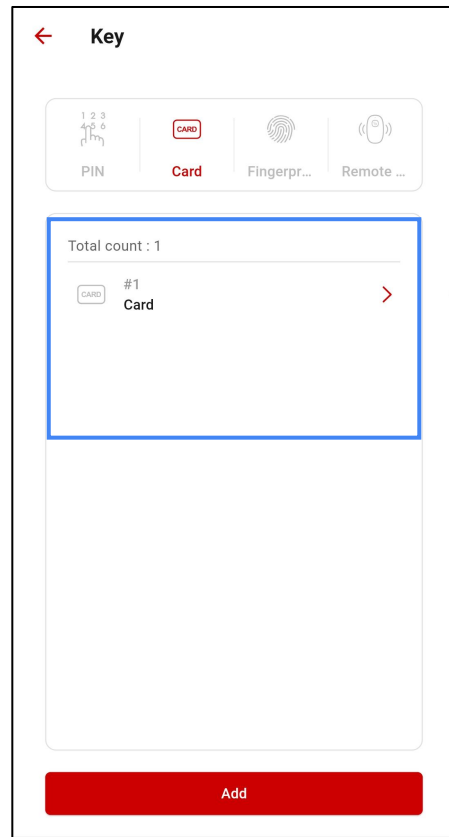 Key
1 2 3
4 5 6
CARD
PIN
Card
Fingerpr...
Remote ...
Total count : 1
CARD
#1
Card
Add